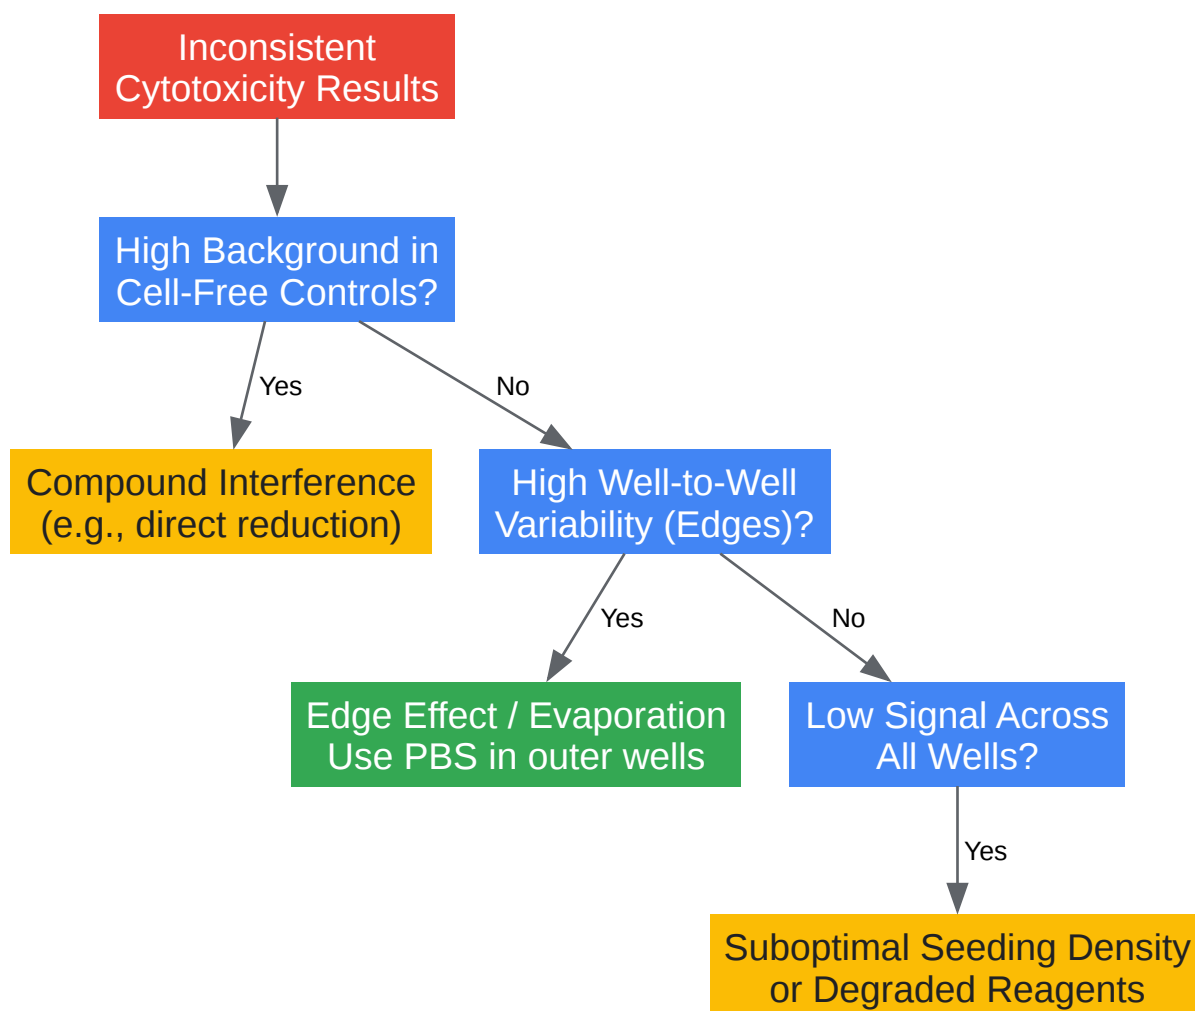 Inconsistent
Cytotoxicity Results
High Background in
Cell-Free Controls?
Yes
No
Compound Interference
(e.g., direct reduction)
High Well-to-Well
Variability (Edges)?
Yes
No
Edge Effect / Evaporation
Use PBS in outer wells
Low Signal Across
All Wells?
Yes
Suboptimal Seeding Density
or Degraded Reagents